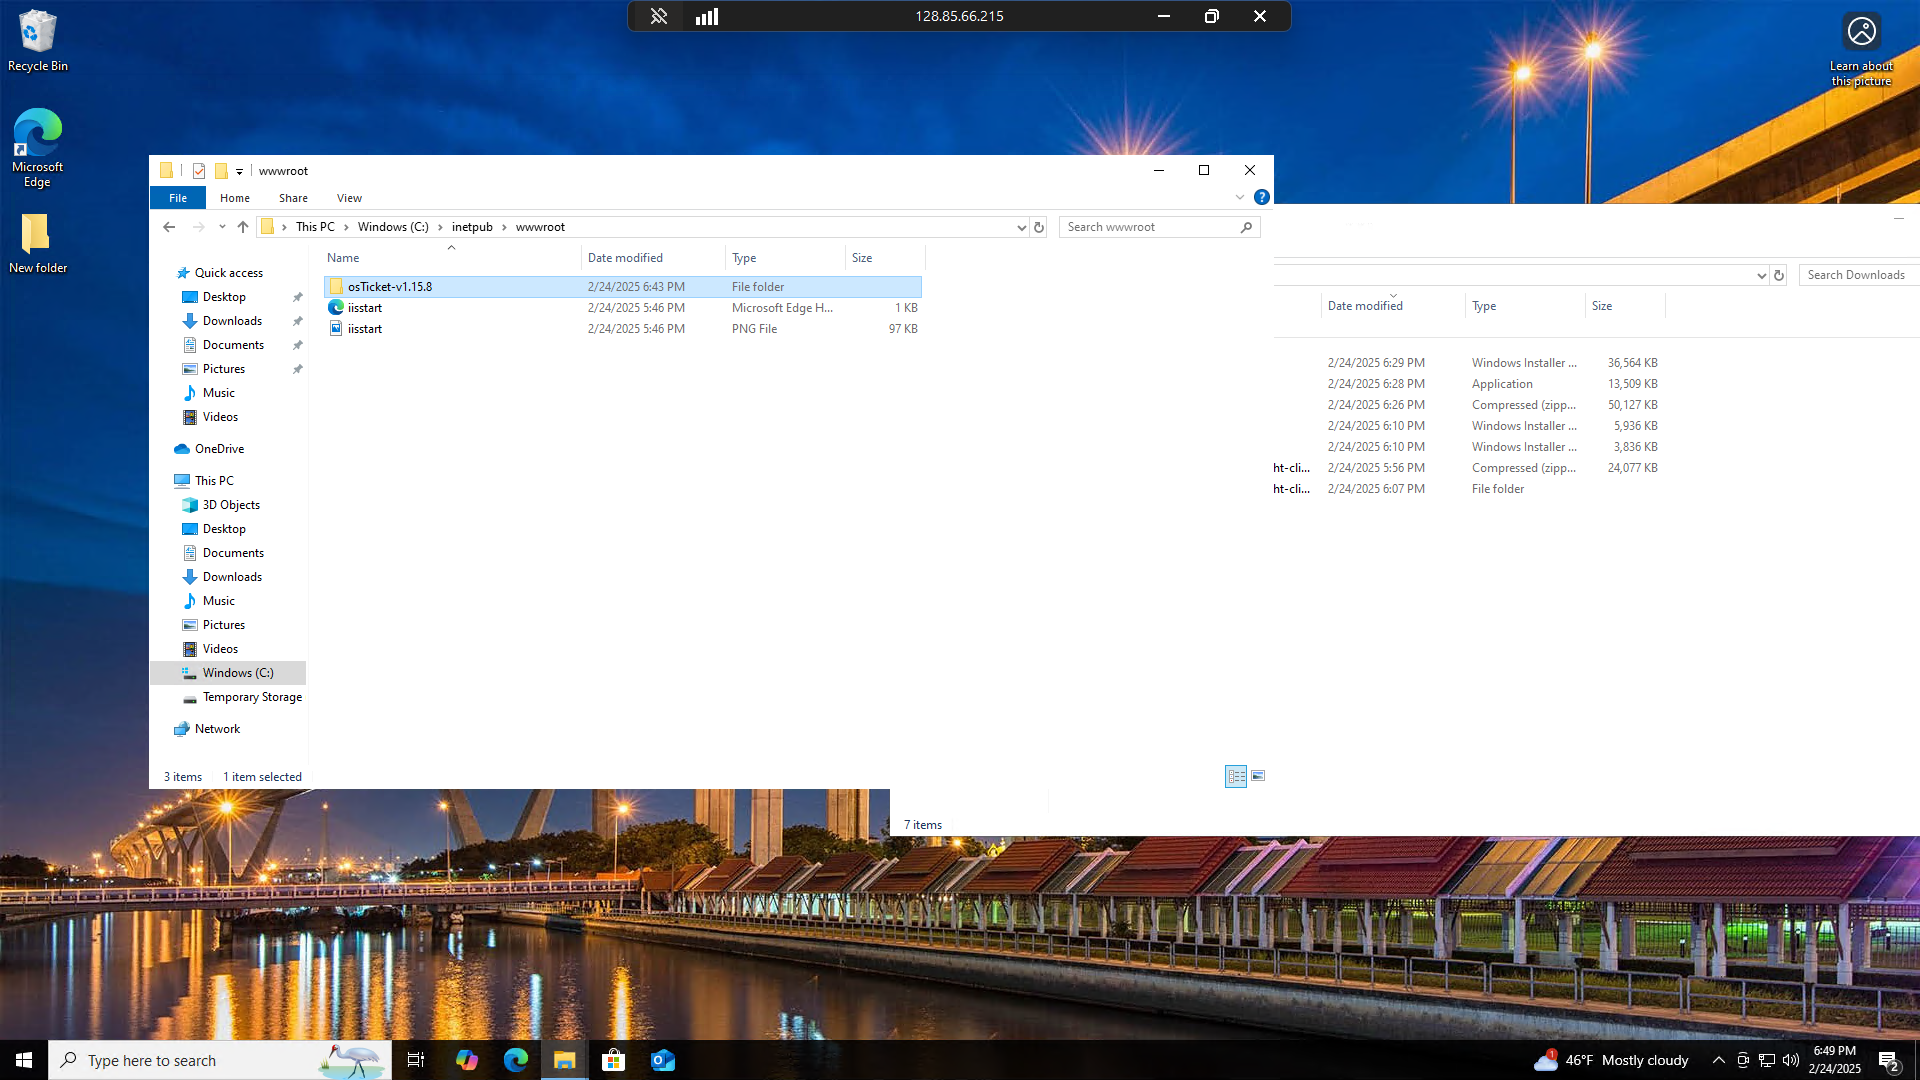 128.85.66.215
Recycle Bin
Learn about
this picture
Microsoft
Edge
New folder
wwwroot
File Home Share View
This PC Windows (C:) inetpub wwwroot
Search wwwroot
Name Date modified Type Size
osTicket-v1.15.8 2/24/2025 6:43 PM File folder
iisstart 2/24/2025 5:46 PM Microsoft Edge H... 1 KB
iisstart 2/24/2025 5:46 PM PNG File 97 KB
Quick access
Desktop
Downloads
Documents
Pictures
Music
Videos
OneDrive
This PC
3D Objects
Desktop
Documents
Downloads
Music
Pictures
Videos
Windows (C:)
Temporary Storage
Network
3 items 1 item selected
Search Downloads
Date modified Type Size
2/24/2025 6:29 PM Windows Installer ... 36,564 KB
2/24/2025 6:28 PM Application 13,509 KB
2/24/2025 6:26 PM Compressed (zipp... 50,127 KB
2/24/2025 6:10 PM Windows Installer ... 5,936 KB
2/24/2025 6:10 PM Windows Installer ... 3,836 KB
ht-cli... 2/24/2025 5:56 PM Compressed (zipp... 24,077 KB
ht-cli... 2/24/2025 6:07 PM File folder
7 items
Type here to search
46°F Mostly cloudy
6:49 PM
2/24/2025
1
2